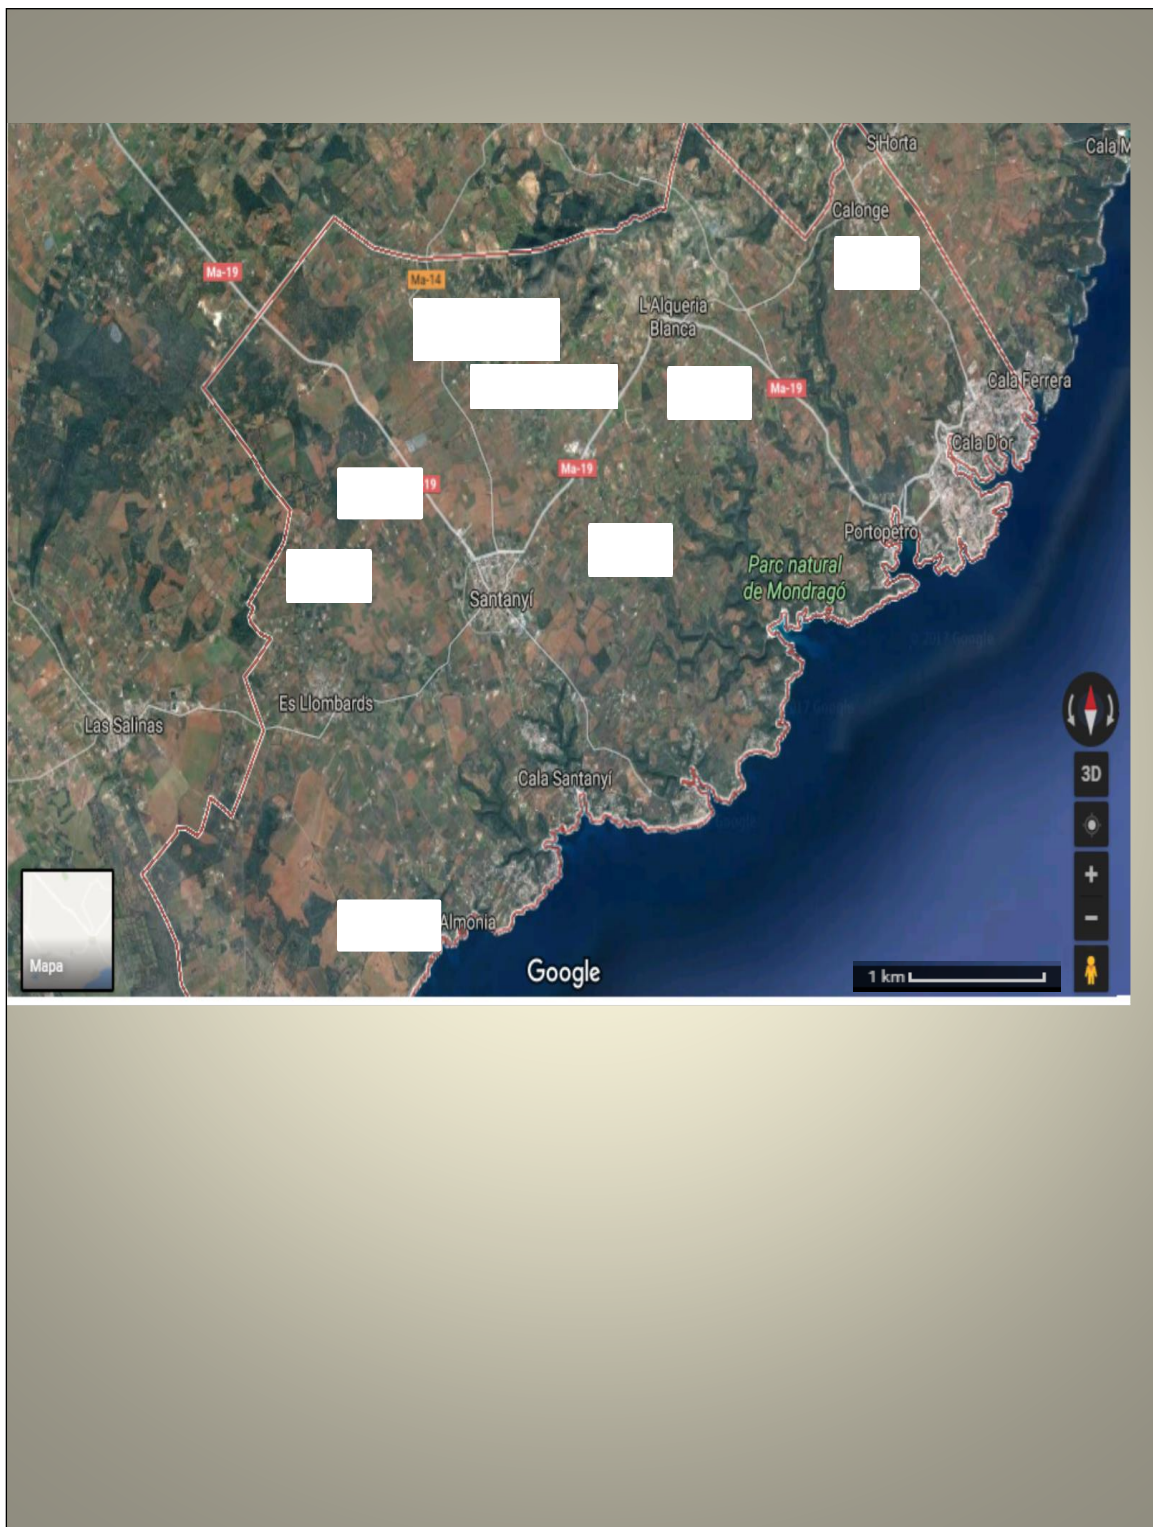 S'Horta
Cala M
Calonge
Ma-19
Ma-14
L'Alqueria
Blanca
Cala Ferrera
Ma-19
Cala D'or
Ma-19
19
Portopetro
Parc natural
de Mondragó
Santanyí
Es Llombards
Las Salinas
Cala Santanyí
3D
Almonia
Mapa
Google
1 km